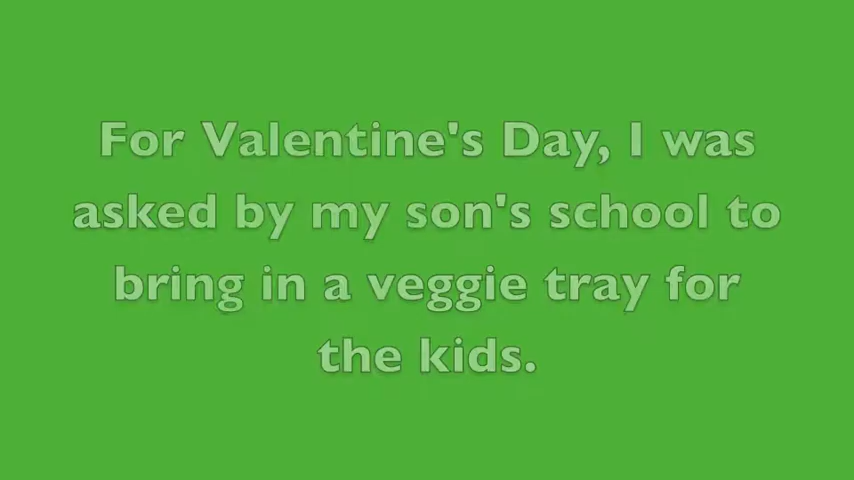 For Valentine's Day, I was
asked by my son's school to
bring in a veggie tray for
the kids.